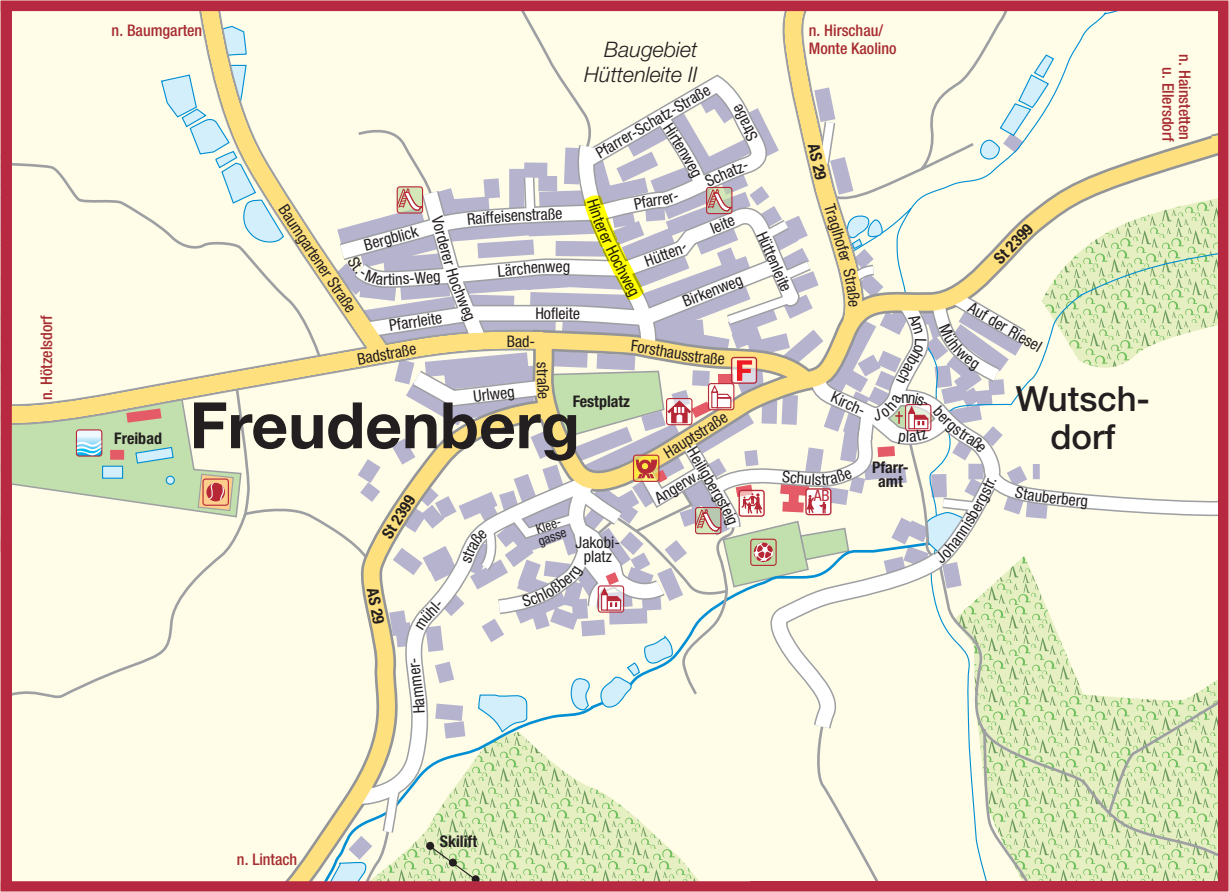 n. Baumgarten
n. Hirschau/
Monte Kaolino
n. Hainstetten
u. Ellersdorf
Baugebiet
Hüttenleite II
Pfarrer-Schatz-Straße
Hirtenweg
Straße
Schatz-
Pfarrer-
AS 29
Raiffeisenstraße
Bergblick
Vorderer Hochweg
Hinterer Hochweg
Baumgartener Straße
St.-Martins-Weg
Lärchenweg
Hütten-
leite
Hüttenleite
Traglhofer Straße
St 2399
Birkenweg
Pfarrleite
Hofleite
n. Hötzelsdorf
Badstraße
Bad-
straße
Forsthausstraße
F
Auf der Riesel
Mühlweg
Am Lohbach
Urlweg
Festplatz
Freudenberg
Freibad
Hauptstraße
Kirch-
Johannis-
platz
bergstraße
Wutsch-
dorf
Pfarr-
amt
Schulstraße
Angerw.
Heiligbergsteig
AB
Stauberberg
Johannisbergstr.
St 2399
Klee-
gasse
Jakobi-
platz
Schloßberg
straße
mühl-
Hammer-
AS 29
Skilift
n. Lintach